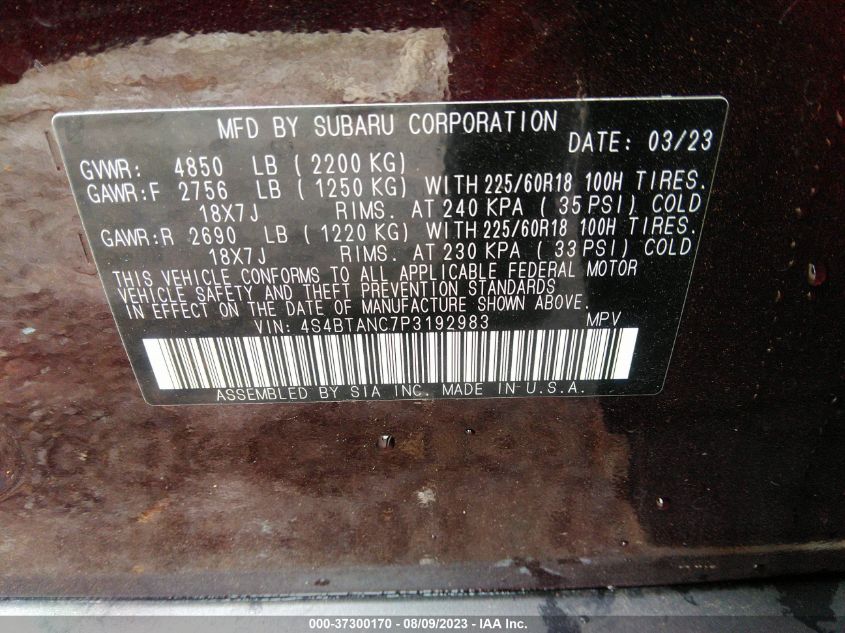 MFD BY SUBARU CORPORATION DATE: 03/23
GVWR: 4850 LB (2200 KG)
GAWR:F 2756 LB (1250 KG) WITH 225/60R18 100H TIRES.
18X7J RIMS. AT 240 KPA (35 PSI) COLD
GAWR:R 2690 LB (1220 KG) WITH 225/60R18 100H TIRES.
18X7J RIMS. AT 230 KPA (33 PSI) COLD
THIS VEHICLE CONFORMS TO ALL APPLICABLE FEDERAL MOTOR
VEHICLE SAFETY AND THEFT PREVENTION STANDARDS
IN EFFECT ON THE DATE OF MANUFACTURE SHOWN ABOVE.
VIN: 4S4BTANC7P3192983 MPV
ASSEMBLED BY SIA INC. MADE IN U.S.A.
000-37300170 - 08/09/2023 - IAA Inc.